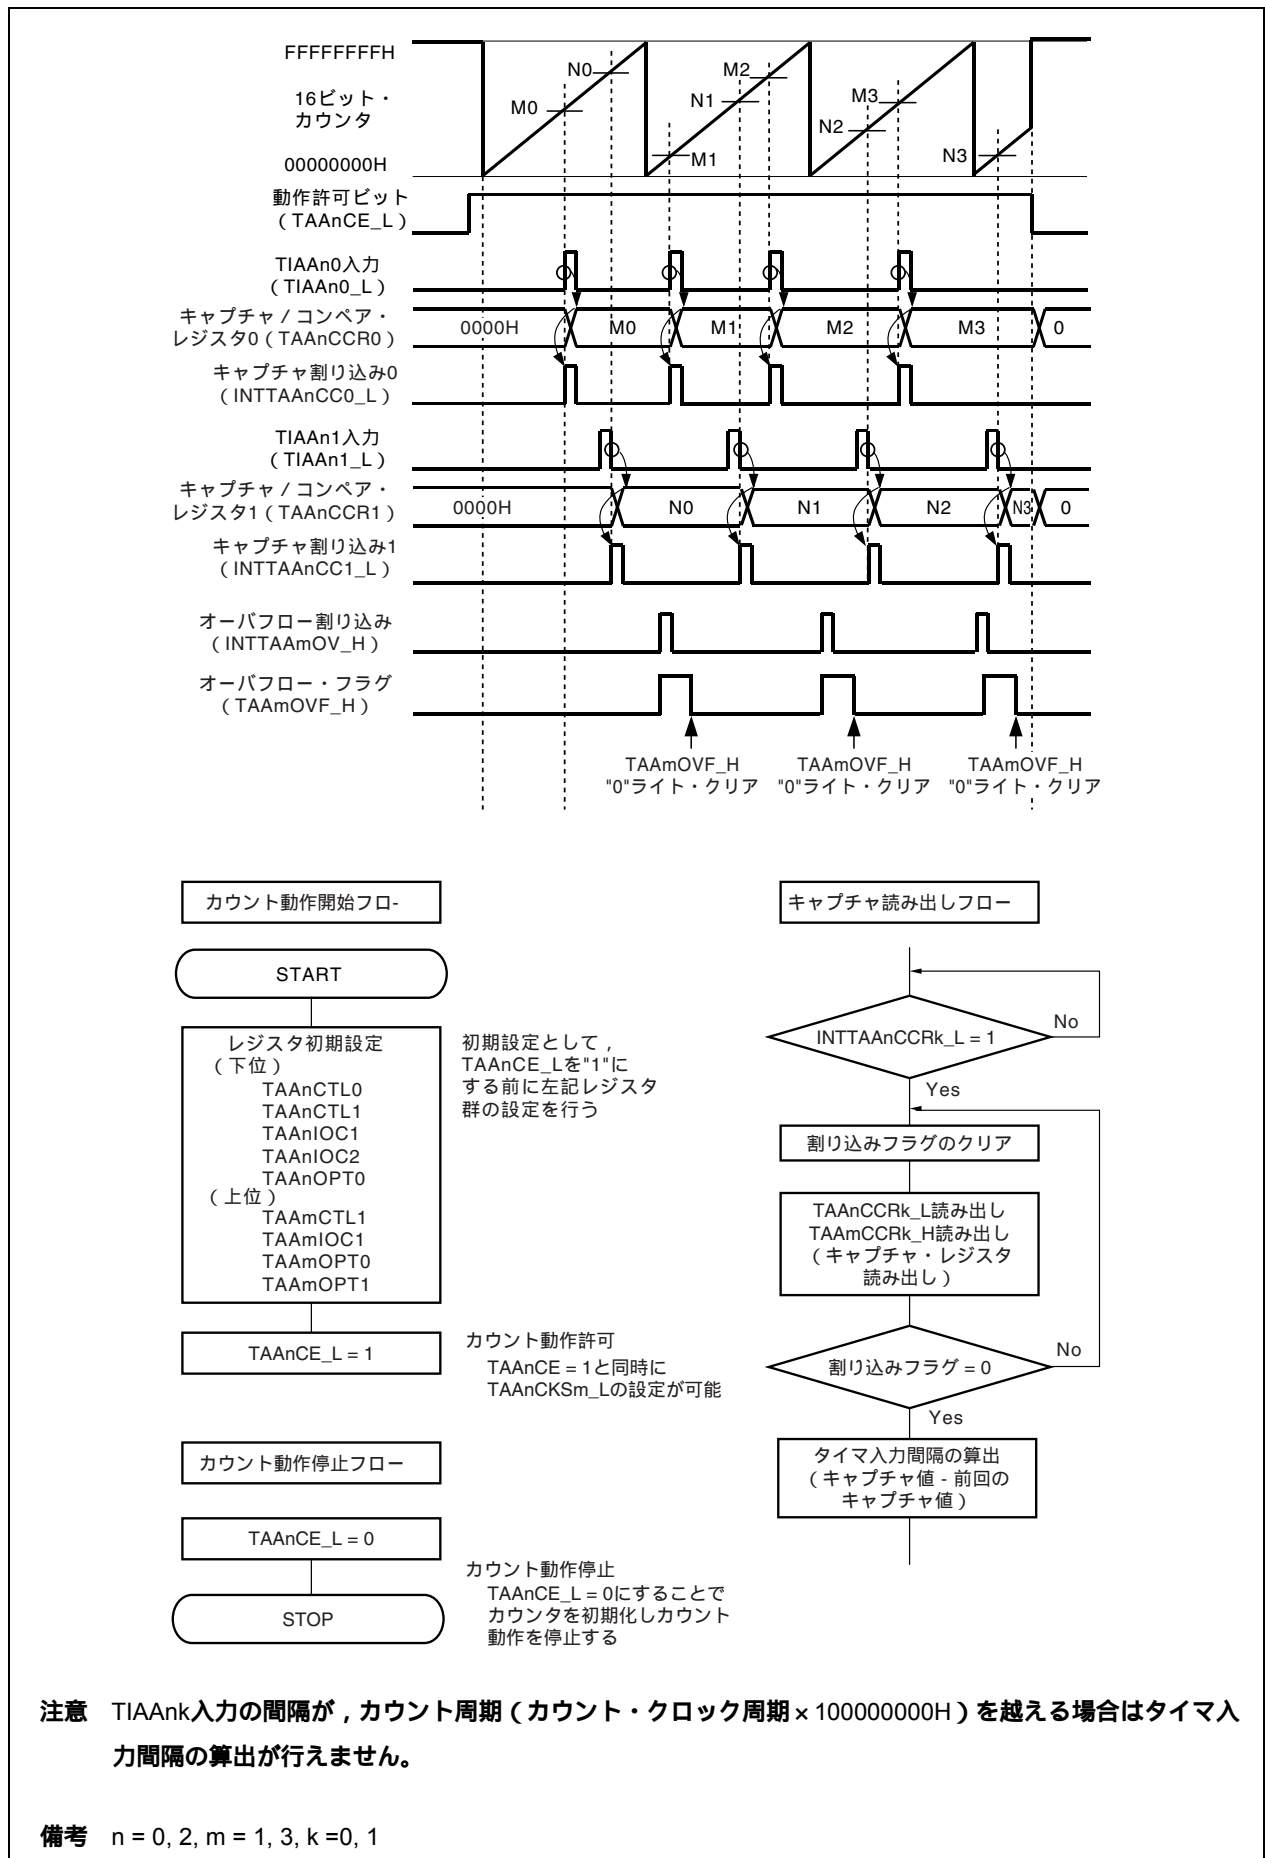 FFFFFFFFH
16ビット・
カウンタ
00000000H
M0
N0
M1
N1
M2
N2
M3
N3
動作許可ビット
（TAAnCE_L）
TIAAn0入力
（TIAAn0_L）
キャプチャ／コンペア・
レジスタ0（TAAnCCR0）
0000H
M0
M1
M2
M3
0
キャプチャ割り込み0
（INTTAAnCC0_L）
TIAAn1入力
（TIAAn1_L）
キャプチャ／コンペア・
レジスタ1（TAAnCCR1）
0000H
N0
N1
N2
N3
0
キャプチャ割り込み1
（INTTAAnCC1_L）
オーバフロー割り込み
（INTTAAmOV_H）
オーバフロー・フラグ
（TAAmOVF_H）
TAAmOVF_H
"0"ライト・クリア
TAAmOVF_H
"0"ライト・クリア
TAAmOVF_H
"0"ライト・クリア
カウント動作開始フロ-
START
レジスタ初期設定
（下位）
TAAnCTL0
TAAnCTL1
TAAnIOC1
TAAnIOC2
TAAnOPT0
（上位）
TAAmCTL1
TAAmIOC1
TAAmOPT0
TAAmOPT1
初期設定として，
TAAnCE_Lを"1"に
する前に左記レジスタ
群の設定を行う
TAAnCE_L = 1
カウント動作許可
TAAnCE = 1と同時に
TAAnCKSm_Lの設定が可能
カウント動作停止フロー
TAAnCE_L = 0
STOP
カウント動作停止
TAAnCE_L = 0にすることで
カウンタを初期化しカウント
動作を停止する
キャプチャ読み出しフロー
INTTAAnCCRk_L = 1
No
Yes
割り込みフラグのクリア
TAAnCCRk_L読み出し
TAAmCCRk_H読み出し
（キャプチャ・レジスタ
読み出し）
割り込みフラグ = 0
No
Yes
タイマ入力間隔の算出
（キャプチャ値 - 前回の
キャプチャ値）
注意 TIAAnk入力の間隔が，カウント周期（カウント・クロック周期×100000000H）を越える場合はタイマ入
力間隔の算出が行えません。
備考 n = 0, 2, m = 1, 3, k =0, 1